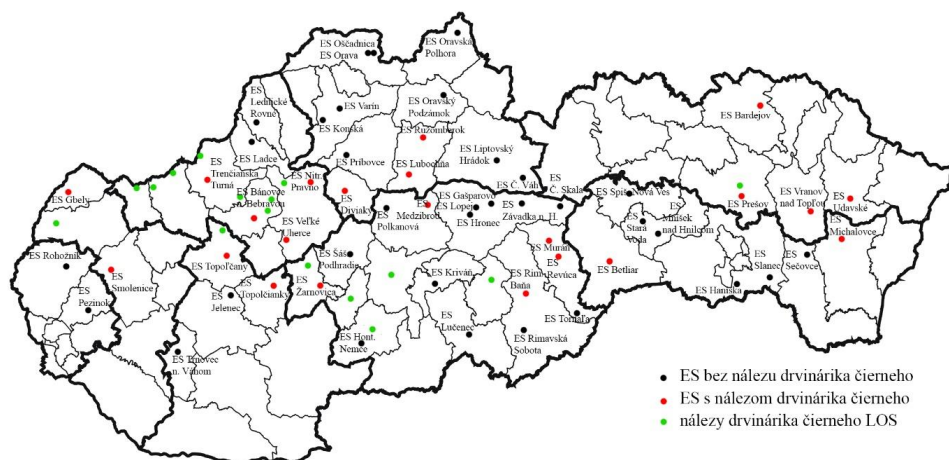 ES Oščadnica
ES Orava
ES Oravská
Polhora
ES
Lednické
Rovne
ES Varín
ES Oravský
Podzámok
ES Bardejov
ES Konská
ES Ružomberok
ES Ladce
ES Príbovce
ES Ľubochňa
ES Liptovský
Hrádok
ES
Trenčianska
Turná
ES Nitr.
Pravno
ES Č. Váh
ES
Č. Skala
ES Gbely
ES Bánovce
n. Bebravou
ES
Diviaky
ES
Polkanová
ES
Medzibrod
ES Gašparovo
ES Lopej
ES Hronec
ES
Závadka n. H.
ES Spiš. Nová Ves
ES
Stará
Voda
ES
Mníšek
nad Hnilcom
ES
Prešov
ES Vranov
nad Topľou
ES
Udavské
ES
Michalovce
ES Veľké
Uherce
ES Rohožník
ES
Smolenice
ES
Topoľčany
ES Šášov.
Podhradie
ES Muráň
ES
Revúca
ES
Betliar
ES
Slanec
ES
Sečovce
ES
Pezinok
ES
Jelenec
ES
Topoľčianky
ES
Žarnovica
ES Kriváň
ES Rim.
Baňa
ES Haniska
ES Tornaľa
ES Trnovec
n. Váhom
ES Hont.
Nemce
ES
Lučenec
ES
Rimavská
Sobota
ES bez nálezu drvinárika čierneho
ES s nálezom drvinárika čierneho
nálezy drvinárika čierneho LOS